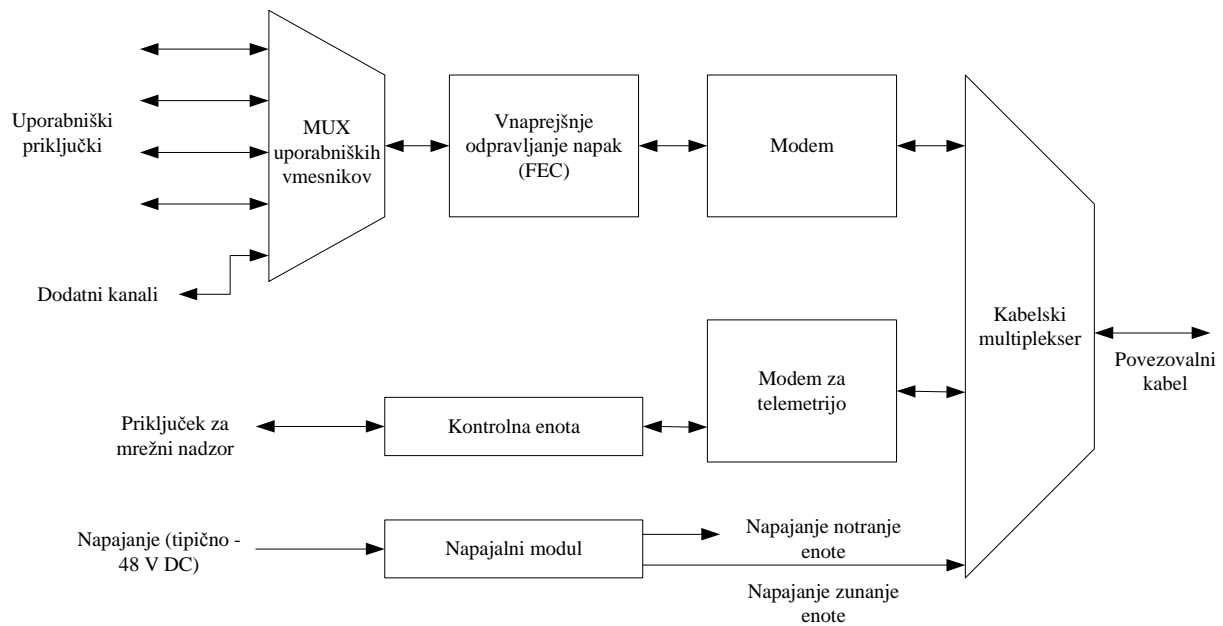 Uporabniški
priključki
Dodatni kanali
MUX
uporabniških
vmesnikov
Vnaprejšnje
odpravljanje napak
(FEC)
Modem
Kabelski
multiplekser
Povezovalni
kabel
Modem za
telemetrijo
Priključek za
mrežni nadzor
Kontrolna enota
Napajanje (tipično -
48 V DC)
Napajalni modul
Napajanje notranje
enote
Napajanje zunanje
enote